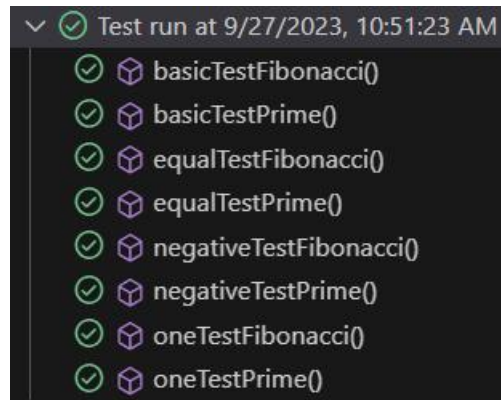 Test run at 9/27/2023, 10:51:23 AM
basicTestFibonacci()
basicTestPrime()
equalTestFibonacci()
equalTestPrime()
negativeTestFibonacci()
negativeTestPrime()
oneTestFibonacci()
oneTestPrime()